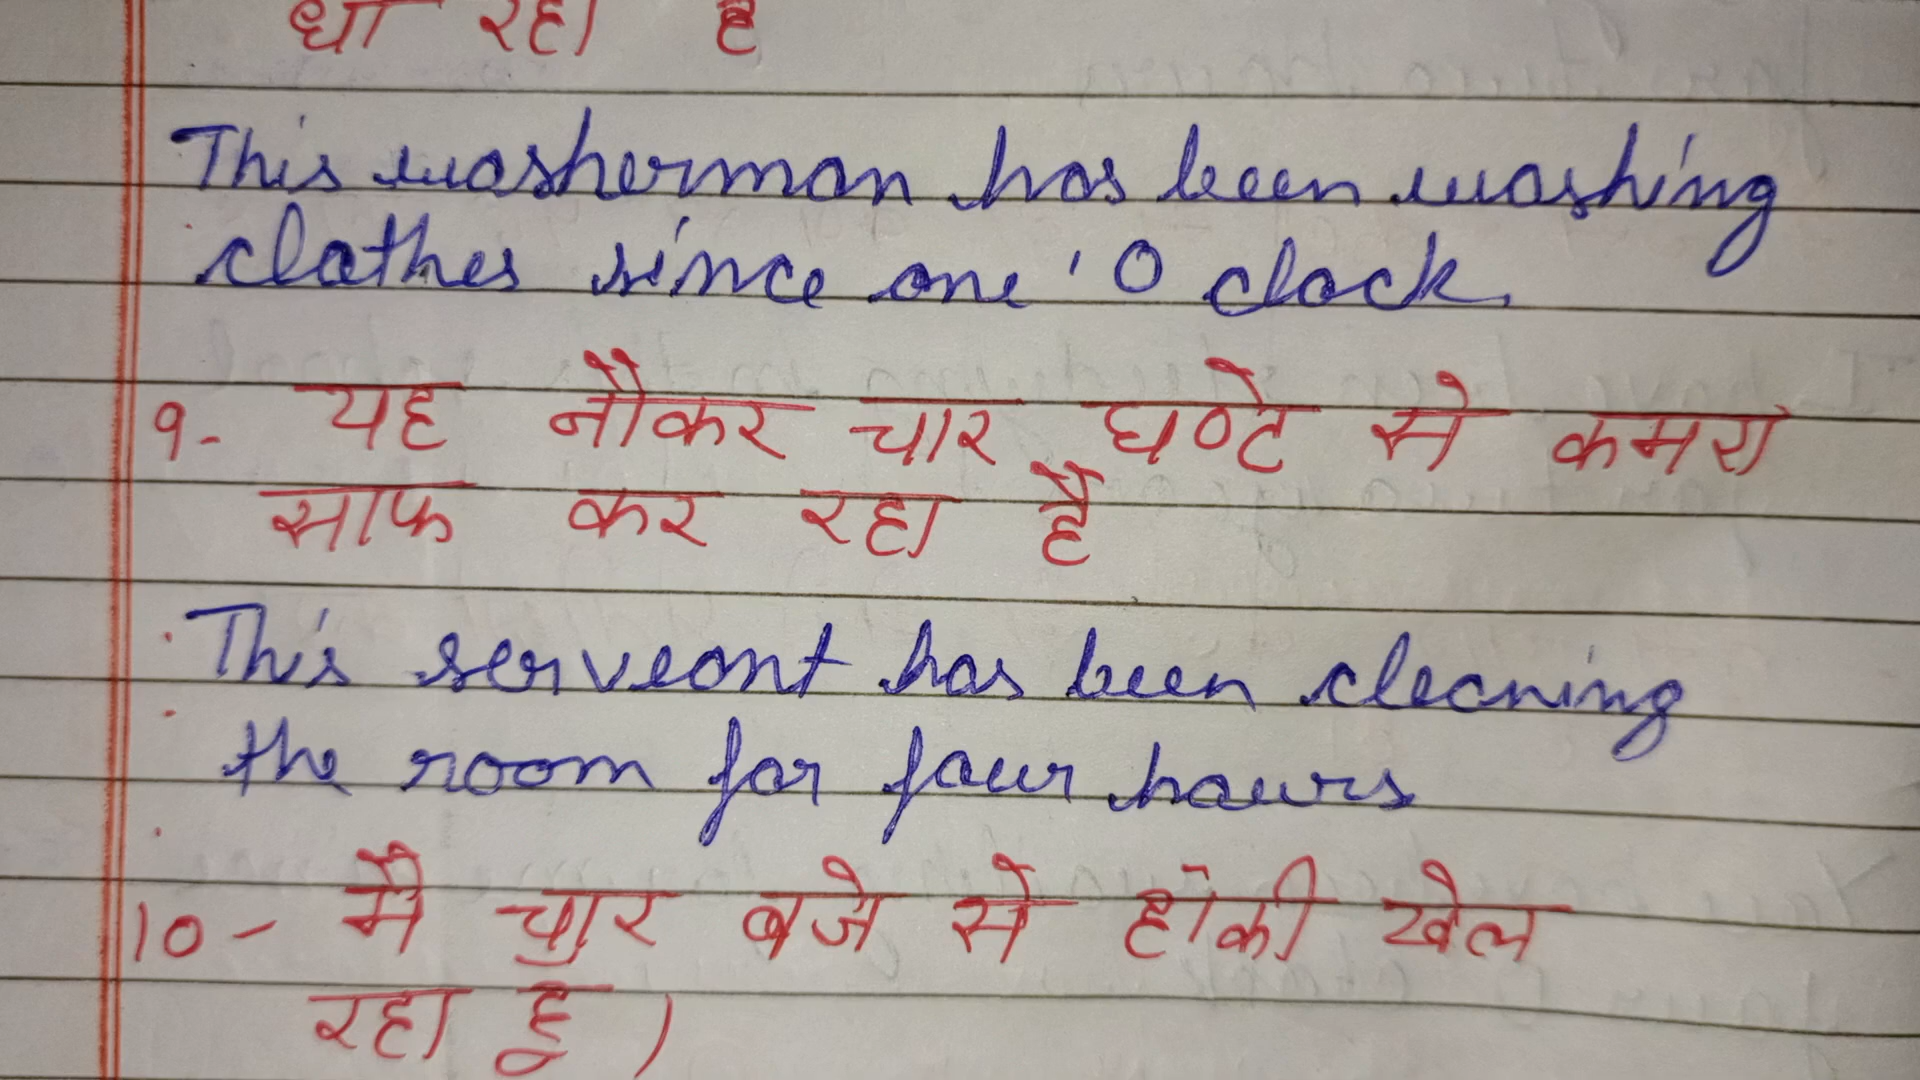 धो रहा है
This washerman has been washing
clothes since one 'O clock.
9- यह नौकर चार घण्टे से कमरा
साफ कर रहा है
This serveant has been cleaning
the room for four hours
10- मै चार बजे से हॉकी खेल
रहा हूँ।